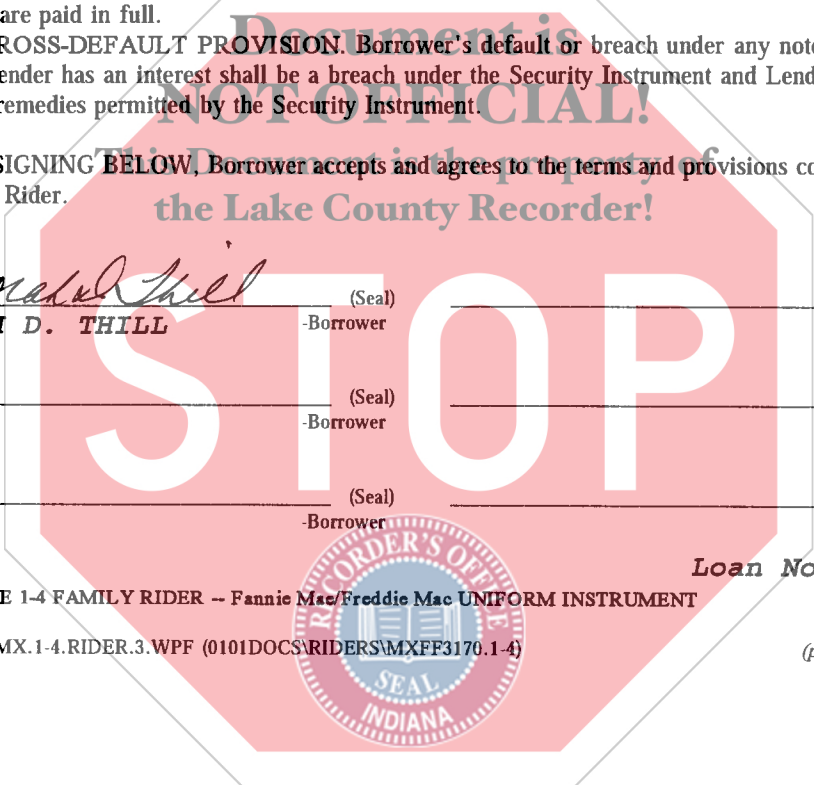 are paid in full.
ROSS-DEFAULT PROVISION. Borrower's default or breach under any note
ender has an interest shall be a breach under the Security Instrument and Lend
remedies permitted by the Security Instrument.
SIGNING BELOW, Borrower accepts and agrees to the terms and provisions co
Rider.
Document is
NOT OFFICIAL!
This Document is the property of
the Lake County Recorder!
STOP
Thill (Seal)
D. THILL -Borrower
(Seal)
-Borrower
(Seal)
-Borrower
Loan No
E 1-4 FAMILY RIDER -- Fannie Mae/Freddie Mac UNIFORM INSTRUMENT
MX.1-4.RIDER.3.WPF (0101DOCS\RIDERS\MXFF3170.1-4) (p
RECORDER'S OFFICE
SEAL
INDIANA